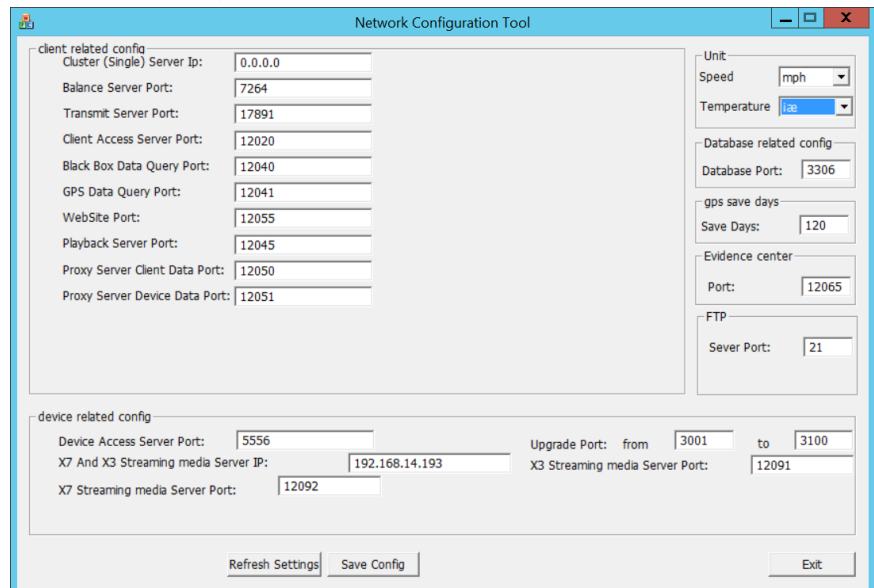 Network Configuration Tool
client related config
Cluster (Single) Server Ip: 0.0.0.0
Balance Server Port: 7264
Transmit Server Port: 17891
Client Access Server Port: 12020
Black Box Data Query Port: 12040
GPS Data Query Port: 12041
WebSite Port: 12055
Playback Server Port: 12045
Proxy Server Client Data Port: 12050
Proxy Server Device Data Port: 12051
Unit
Speed mph
Temperature iæ
Database related config
Database Port: 3306
gps save days
Save Days: 120
Evidence center
Port: 12065
FTP
Sever Port: 21
device related config
Device Access Server Port: 5556
Upgrade Port: from 3001 to 3100
X7 And X3 Streaming media Server IP: 192.168.14.193
X3 Streaming media Server Port: 12091
X7 Streaming media Server Port: 12092
Refresh Settings Save Config Exit